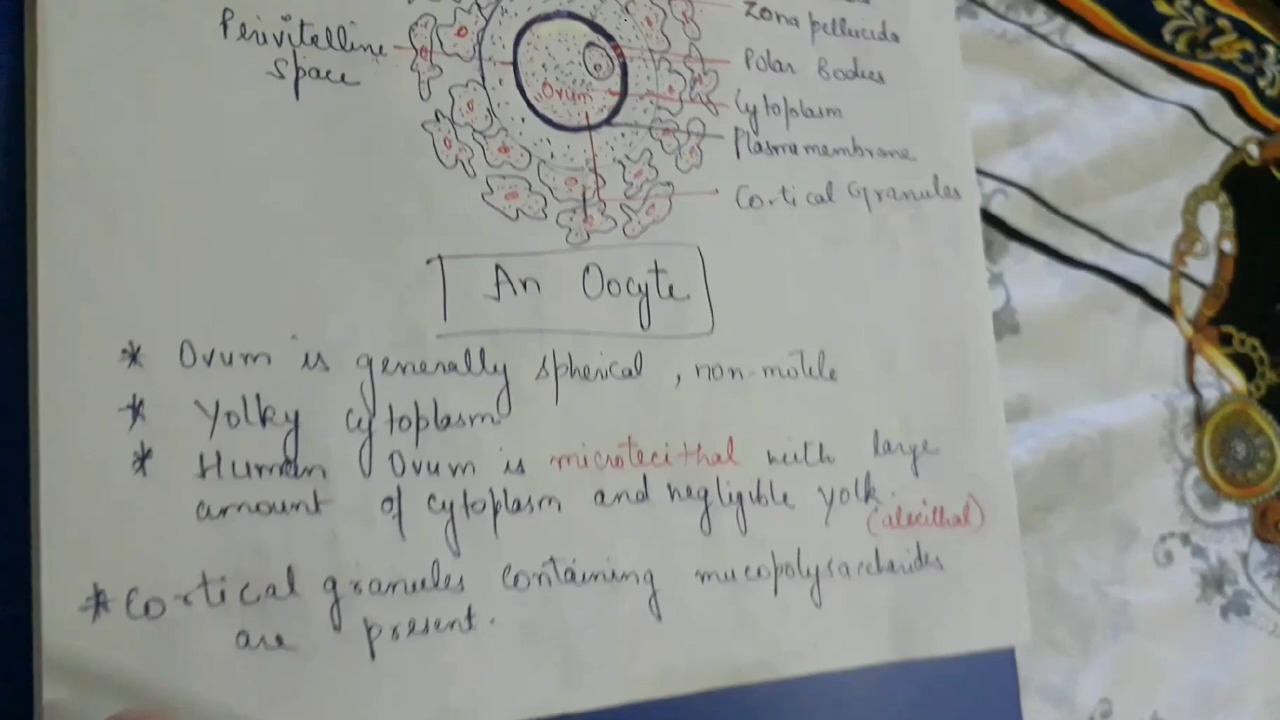 Perivitelline
space
Zona pellucida
Polar Bodies
Cytoplasm
Plasmamembrane
Cortical Granules
Ovum
An Oocyte
* Ovum is generally spherical, non-motile
* Yolky cytoplasm
* Human Ovum is microlecithal with large
amount of cytoplasm and negligible yolk.
(alecithal)
* Cortical granules containing mucopolysaccharides
are present.